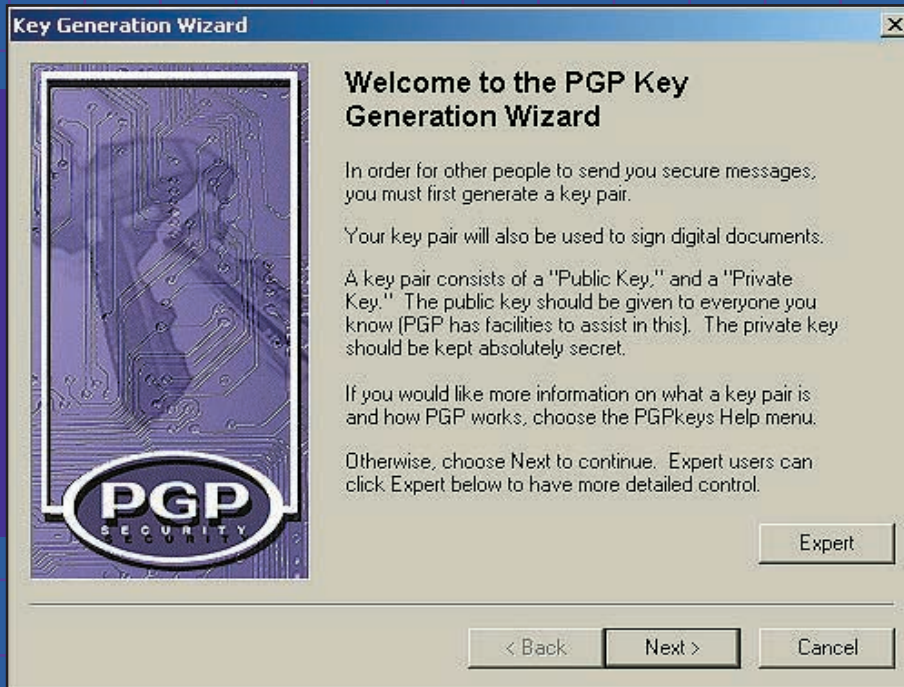 Key Generation Wizard
Welcome to the PGP Key
Generation Wizard
In order for other people to send you secure messages,
you must first generate a key pair.
Your key pair will also be used to sign digital documents.
A key pair consists of a "Public Key," and a "Private
Key." The public key should be given to everyone you
know (PGP has facilities to assist in this). The private key
should be kept absolutely secret.
If you would like more information on what a key pair is
and how PGP works, choose the PGPkeys Help menu.
Otherwise, choose Next to continue. Expert users can
click Expert below to have more detailed control.
PGP
SECURITY
Expert
< Back
Next >
Cancel